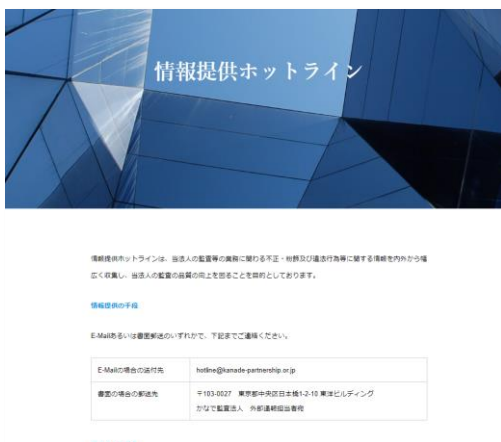 情報提供ホットライン
情報提供ホットラインは、当法人の監査等の業務に関わる不正・粉飾及び違法行為等に関する情報を内外から幅
広く収集し、当法人の監査の品質の向上を図ることを目的としております。
情報提供の手段
E-Mailあるいは書面郵送のいずれかで、下記までご連絡ください。
E-Mailの場合の送付先 hotline@kanade-partnership.or.jp
書面の場合の郵送先 〒103-0027 東京都中央区日本橋1-2-10 東洋ビルディング
かなで監査法人 外部通報担当者宛